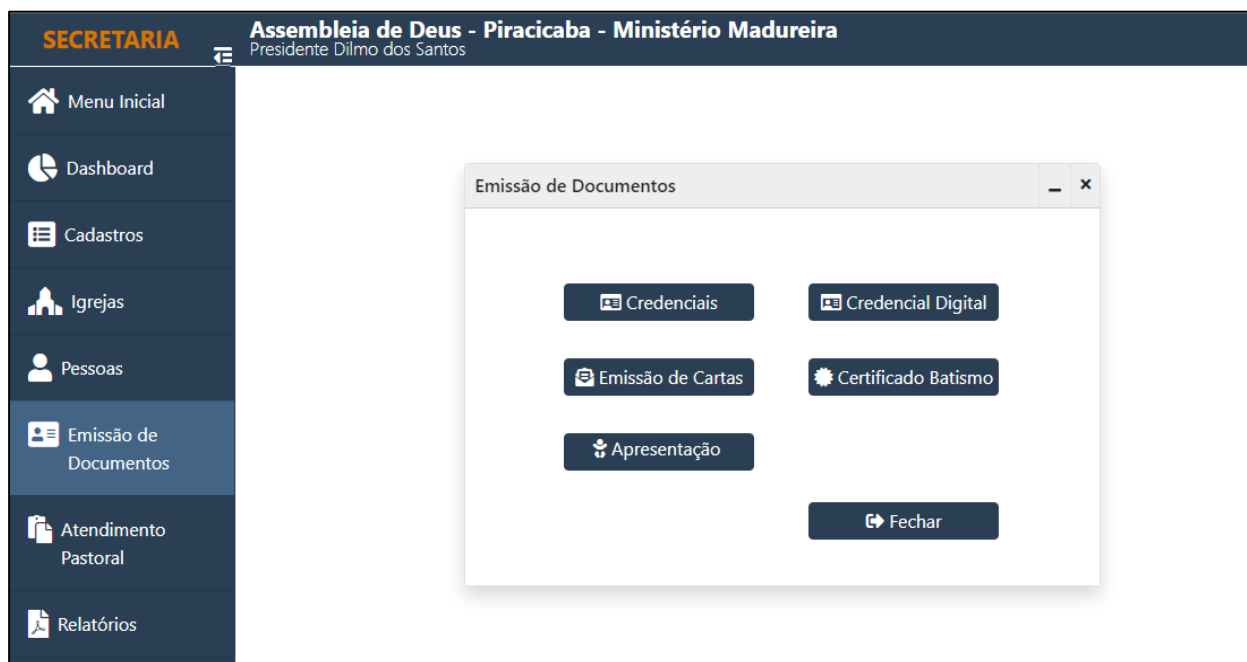 SECRETARIA
Assembleia de Deus - Piracicaba - Ministério Madureira
Presidente Dilmo dos Santos
Menu Inicial
Dashboard
Cadastros
Igrejas
Pessoas
Emissão de
Documentos
Atendimento
Pastoral
Relatórios
Emissão de Documentos
Credenciais
Credencial Digital
Emissão de Cartas
Certificado Batismo
Apresentação
Fechar